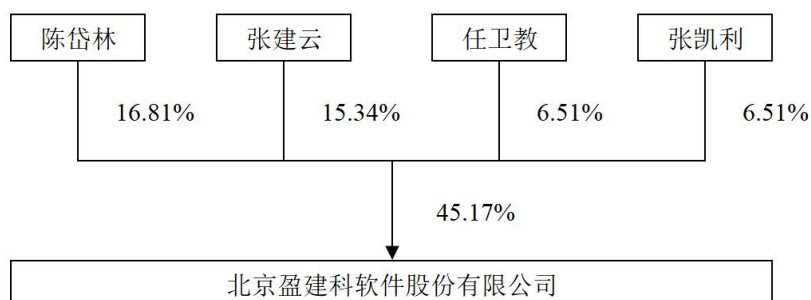 陈岱林 张建云 任卫教 张凯利
16.81% 15.34% 6.51% 6.51%
45.17%
北京盈建科软件股份有限公司